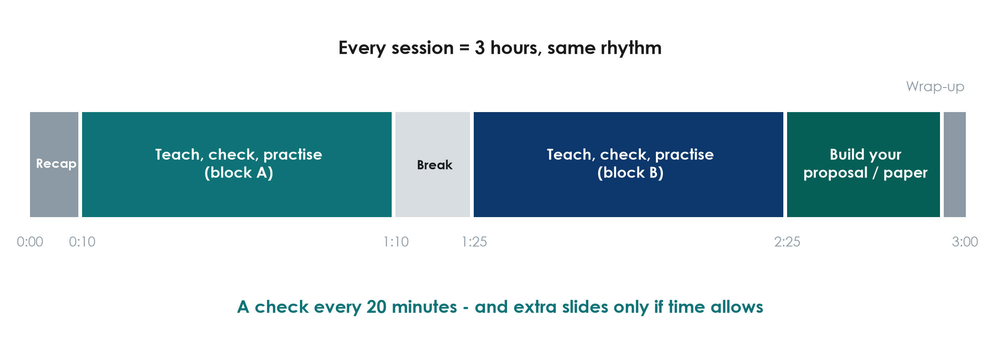 Every session = 3 hours, same rhythm
Wrap-up
Recap
Teach, check, practise
(block A)
Break
Teach, check, practise
(block B)
Build your
proposal / paper
0:00
0:10
1:10
1:25
2:25
3:00
A check every 20 minutes - and extra slides only if time allows